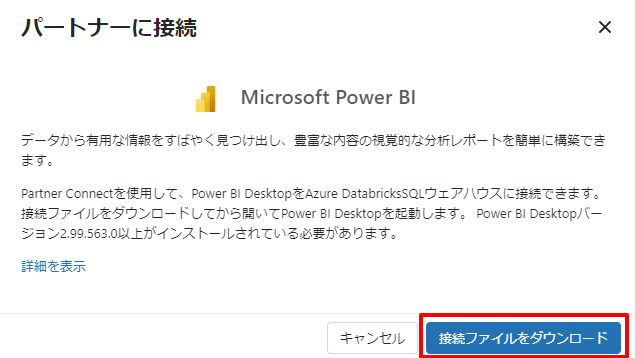 パートナーに接続
Microsoft Power BI
データから有用な情報をすばやく見つけ出し、豊富な内容の視覚的な分析レポートを簡単に構築でき
ます。
Partner Connectを使用して、Power BI DesktopをAzure DatabricksSQLウェアハウスに接続できます。
接続ファイルをダウンロードしてから開いてPower BI Desktopを起動します。 Power BI Desktopバー
ジョン2.99.563.0以上がインストールされている必要があります。
詳細を表示
キャンセル
接続ファイルをダウンロード